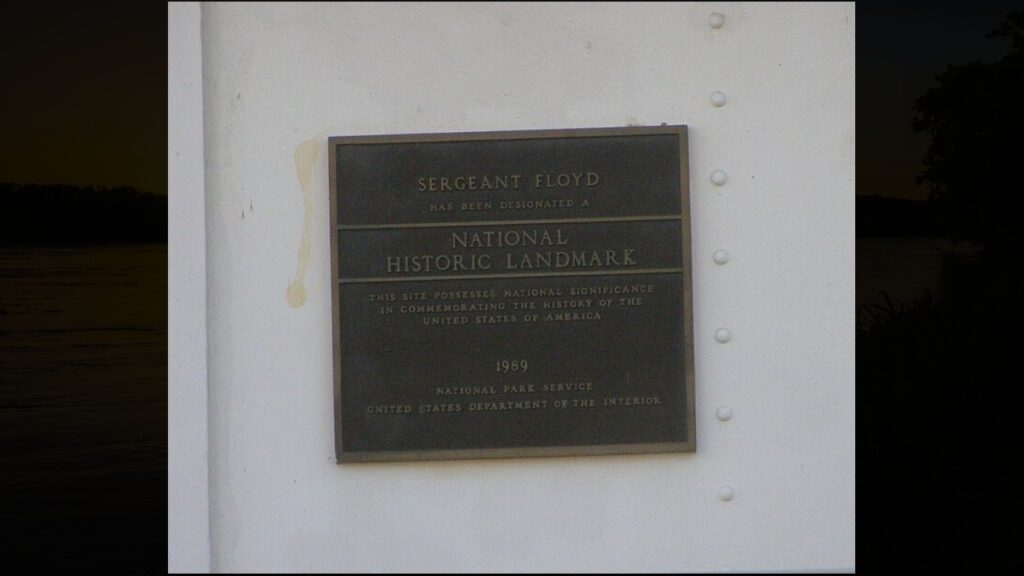 SERGEANT FLOYD
HAS BEEN DESIGNATED A
NATIONAL
HISTORIC LANDMARK
THIS SITE POSSESSES NATIONAL SIGNIFICANCE
IN COMMEMORATING THE HISTORY OF THE
UNITED STATES OF AMERICA
1989
NATIONAL PARK SERVICE
UNITED STATES DEPARTMENT OF THE INTERIOR